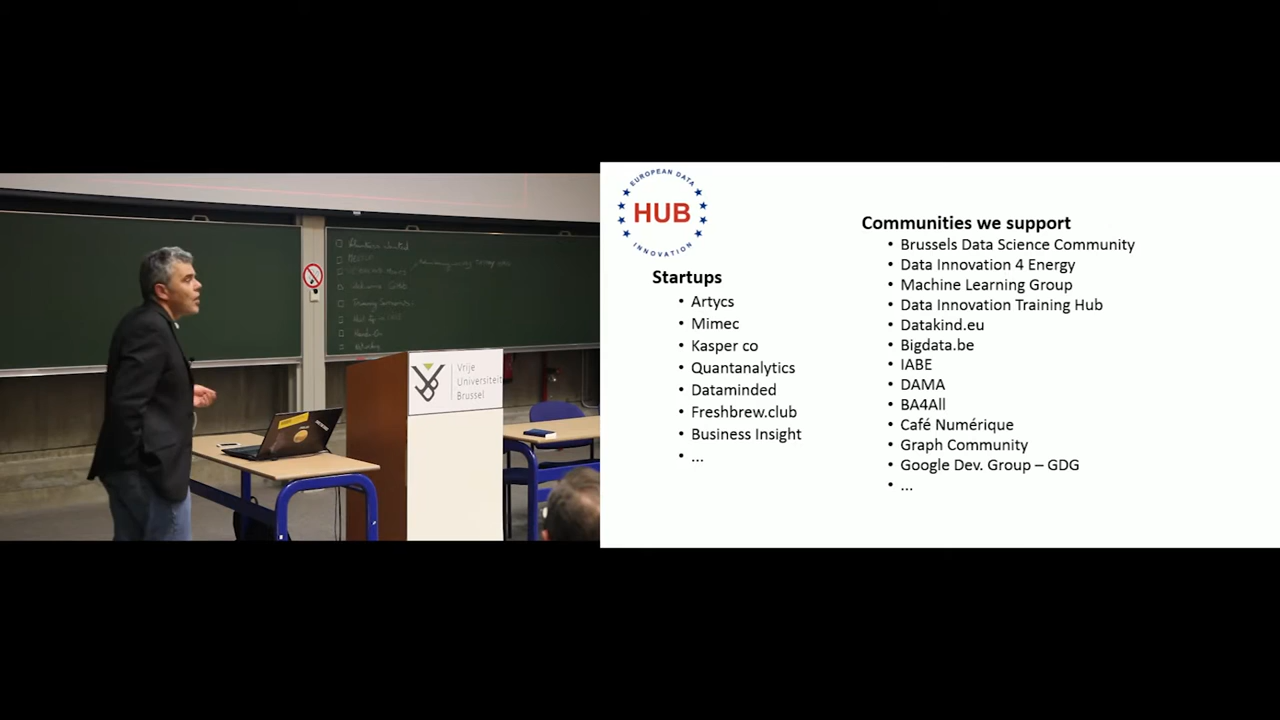 Vrije
Universiteit
Brussel
EUROPEAN DATA
HUB
INNOVATION
Startups
• Artycs
• Mimec
• Kasper co
• Quantanalytics
• Dataminded
• Freshbrew.club
• Business Insight
• ...
Communities we support
• Brussels Data Science Community
• Data Innovation 4 Energy
• Machine Learning Group
• Data Innovation Training Hub
• Datakind.eu
• Bigdata.be
• IABE
• DAMA
• BA4All
• Café Numérique
• Graph Community
• Google Dev. Group – GDG
• ...